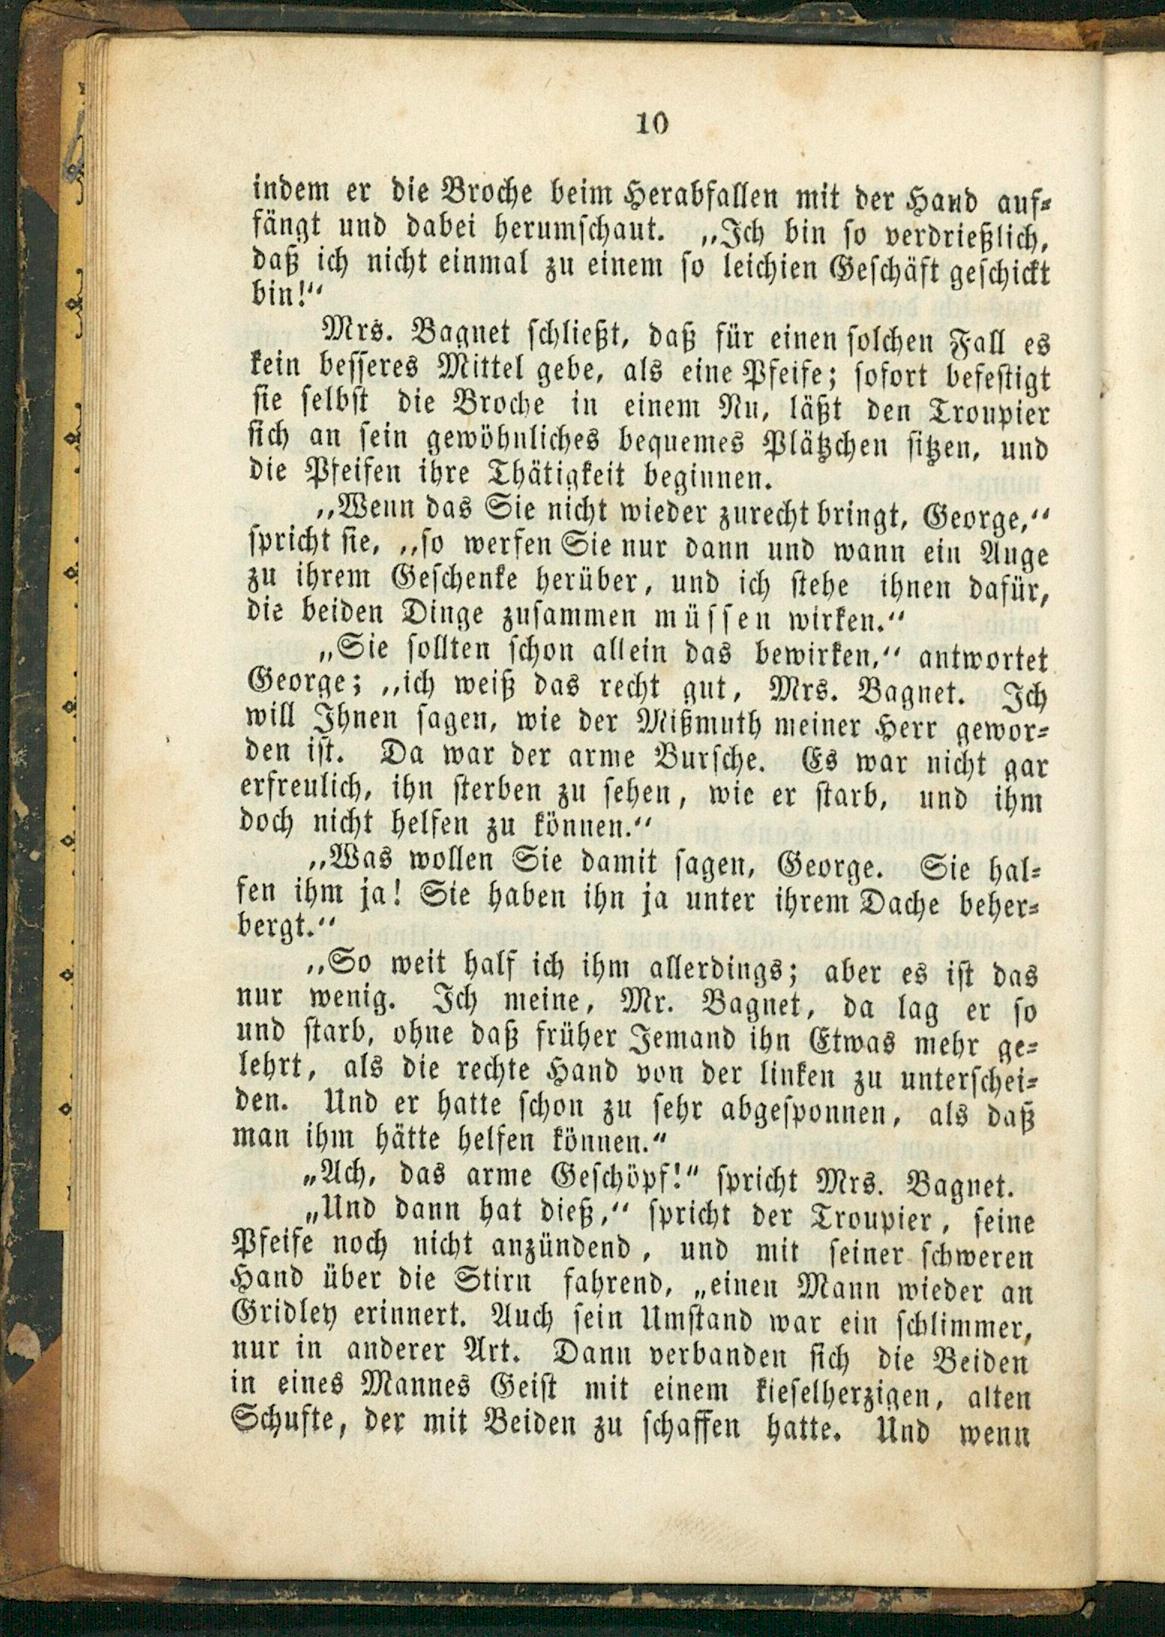 10
indem er die Broche beim Herabfallen mit der Hand auf-
fängt und dabei herumschaut. „Ich bin so verdrießlich,
daß ich nicht einmal zu einem so leichien Geschäft geschickt
bin!“
Mrs. Bagnet schließt, daß für einen solchen Fall es
kein besseres Mittel gebe, als eine Pfeife; sofort befestigt
sie selbst die Broche in einem Nu, läßt den Troupier
sich an sein gewöhnliches bequemes Plätzchen sitzen, und
die Pfeifen ihre Thätigkeit beginnen.
„Wenn das Sie nicht wieder zurecht bringt, George,“
spricht sie, „so werfen Sie nur dann und wann ein Auge
zu ihrem Geschenke herüber, und ich stehe ihnen dafür,
die beiden Dinge zusammen müssen wirken.“
„Sie sollten schon allein das bewirken,“ antwortet
George; „ich weiß das recht gut, Mrs. Bagnet. Ich
will Ihnen sagen, wie der Mißmuth meiner Herr gewor-
den ist. Da war der arme Bursche. Es war nicht gar
erfreulich, ihn sterben zu sehen, wie er starb, und ihm
doch nicht helfen zu können.“
„Was wollen Sie damit sagen, George. Sie hal-
fen ihm ja! Sie haben ihn ja unter ihrem Dache beher-
bergt.“
„So weit half ich ihm allerdings; aber es ist das
nur wenig. Ich meine, Mr. Bagnet, da lag er so
und starb, ohne daß früher Jemand ihn Etwas mehr ge-
lehrt, als die rechte Hand von der linken zu unterschei-
den. Und er hatte schon zu sehr abgesponnen, als daß
man ihm hätte helfen können.“
„Ach, das arme Geschöpf!“ spricht Mrs. Bagnet.
„Und dann hat dieß,“ spricht der Troupier, seine
Pfeife noch nicht anzündend, und mit seiner schweren
Hand über die Stirn fahrend, „einen Mann wieder an
Gridley erinnert. Auch sein Umstand war ein schlimmer,
nur in anderer Art. Dann verbanden sich die Beiden
in eines Mannes Geist mit einem kieselherzigen, alten
Schufte, der mit Beiden zu schaffen hatte. Und wenn